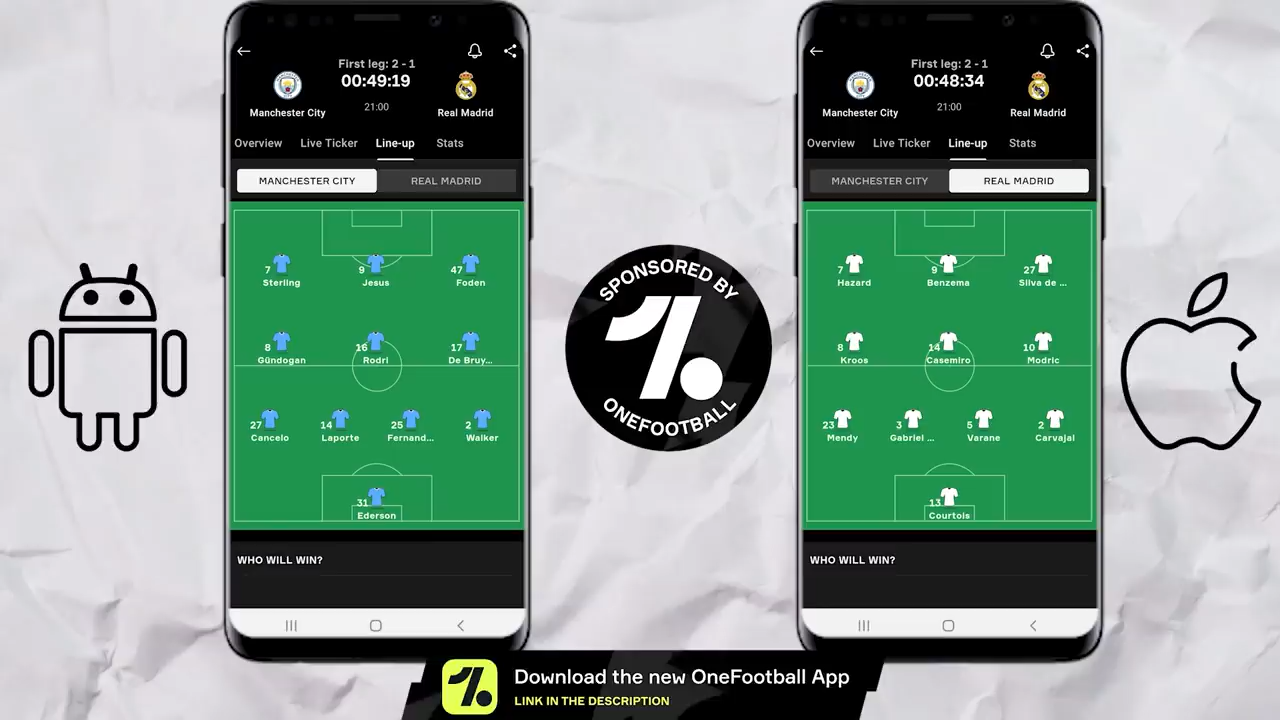 First leg: 2 - 1
00:49:19
21:00
Manchester City
Real Madrid
Overview Live Ticker Line-up Stats
MANCHESTER CITY REAL MADRID
7 9 47
Sterling Jesus Foden
8 16 17
Gündogan Rodri De Bruy...
27 14 25 2
Cancelo Laporte Fernand... Walker
31
Ederson
WHO WILL WIN?
SPONSORED BY
ONEFOOTBALL
First leg: 2 - 1
00:48:34
21:00
Manchester City
Real Madrid
Overview Live Ticker Line-up Stats
MANCHESTER CITY REAL MADRID
7 9 27
Hazard Benzema Silva de ...
8 14 10
Kroos Casemiro Modric
23 3 5 2
Mendy Gabriel ... Varane Carvajal
13
Courtois
WHO WILL WIN?
Download the new OneFootball App
LINK IN THE DESCRIPTION